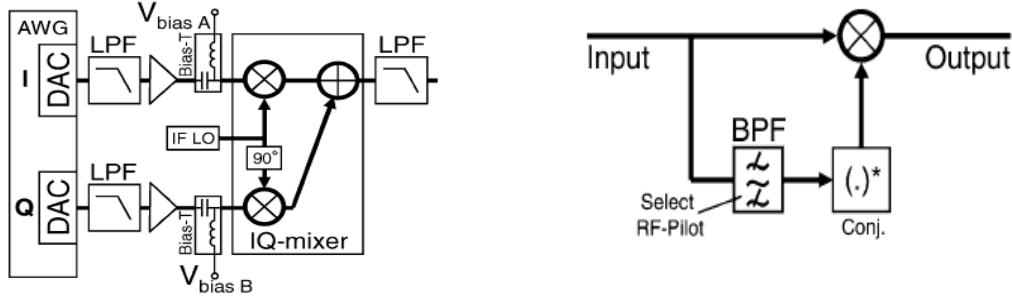 AWG
I
DAC
LPF
Bias-T
V bias A
LPF
IF LO
90°
Q
DAC
LPF
Bias-T
V bias B
IQ-mixer
Input
Output
BPF
Select
RF-Pilot
(.)*
Conj.